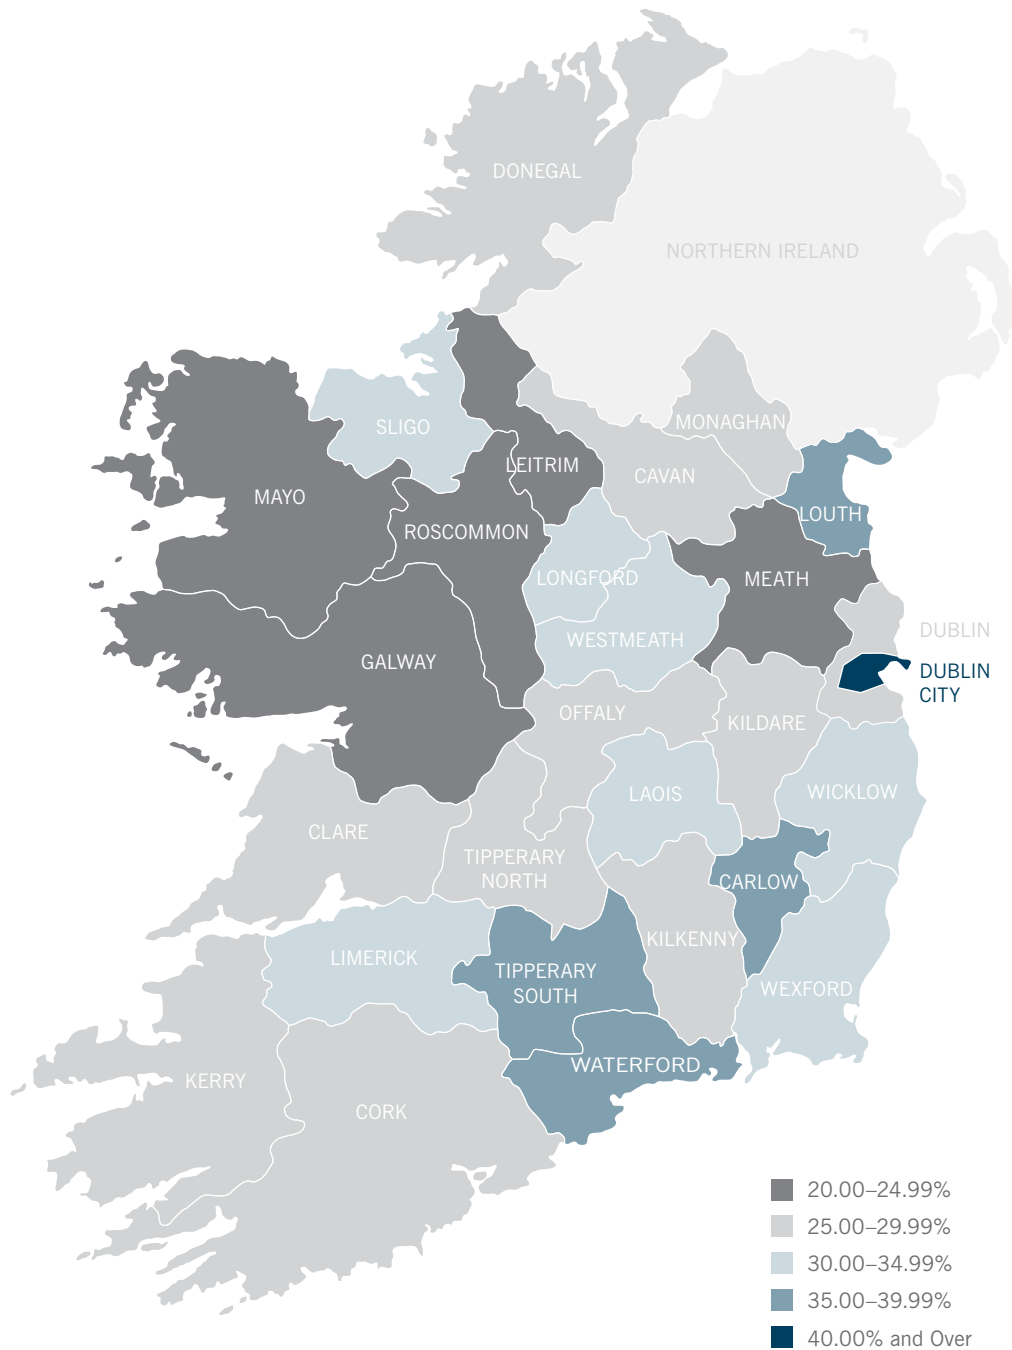 DONEGAL
NORTHERN IRELAND
MONAGHAN
SLIGO
LEITRIM
CAVAN
MAYO
LOUTH
ROSCOMMON
LONGFORD
MEATH
DUBLIN
WESTMEATH
GALWAY
DUBLIN
CITY
OFFALY
KILDARE
LAOIS
WICKLOW
CLARE
TIPPERARY
NORTH
CARLOW
KILKENNY
LIMERICK
TIPPERARY
SOUTH
WEXFORD
WATERFORD
KERRY
CORK
20.00–24.99%
25.00–29.99%
30.00–34.99%
35.00–39.99%
40.00% and Over